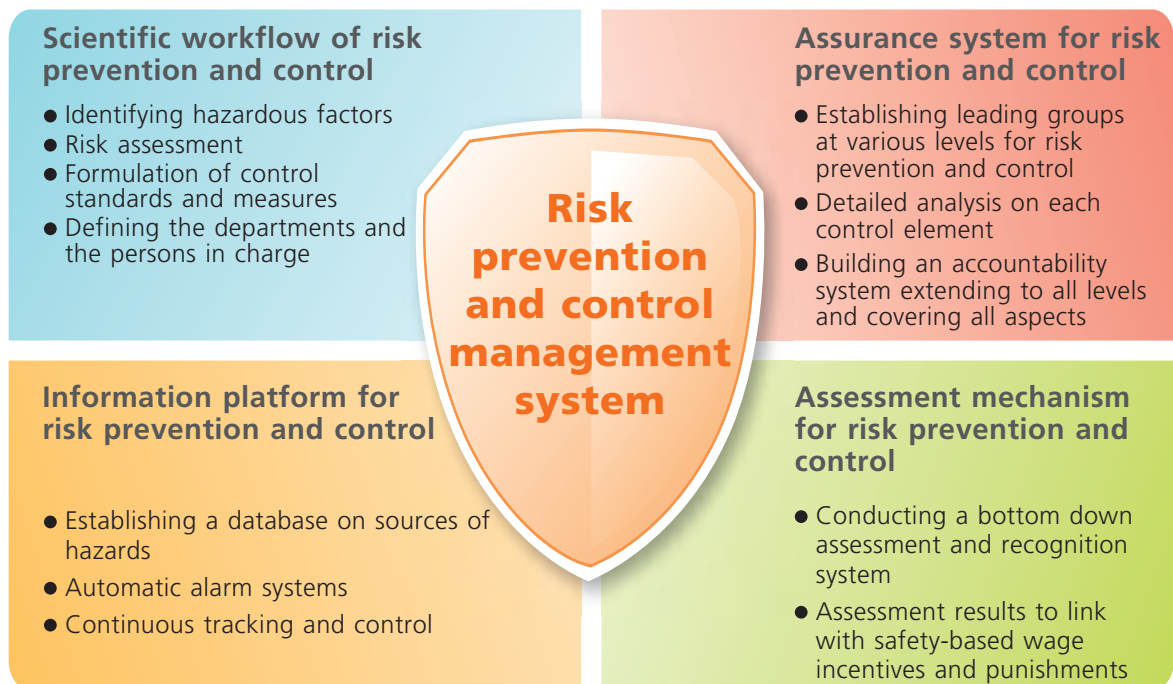 Scientific workflow of risk
prevention and control
● Identifying hazardous factors
● Risk assessment
● Formulation of control
standards and measures
● Defining the departments and
the persons in charge
Assurance system for risk
prevention and control
● Establishing leading groups
at various levels for risk
prevention and control
● Detailed analysis on each
control element
● Building an accountability
system extending to all levels
and covering all aspects
Risk
prevention
and control
management
system
Information platform for
risk prevention and control
● Establishing a database on sources of
hazards
● Automatic alarm systems
● Continuous tracking and control
Assessment mechanism
for risk prevention and
control
● Conducting a bottom down
assessment and recognition
system
● Assessment results to link
with safety-based wage
incentives and punishments